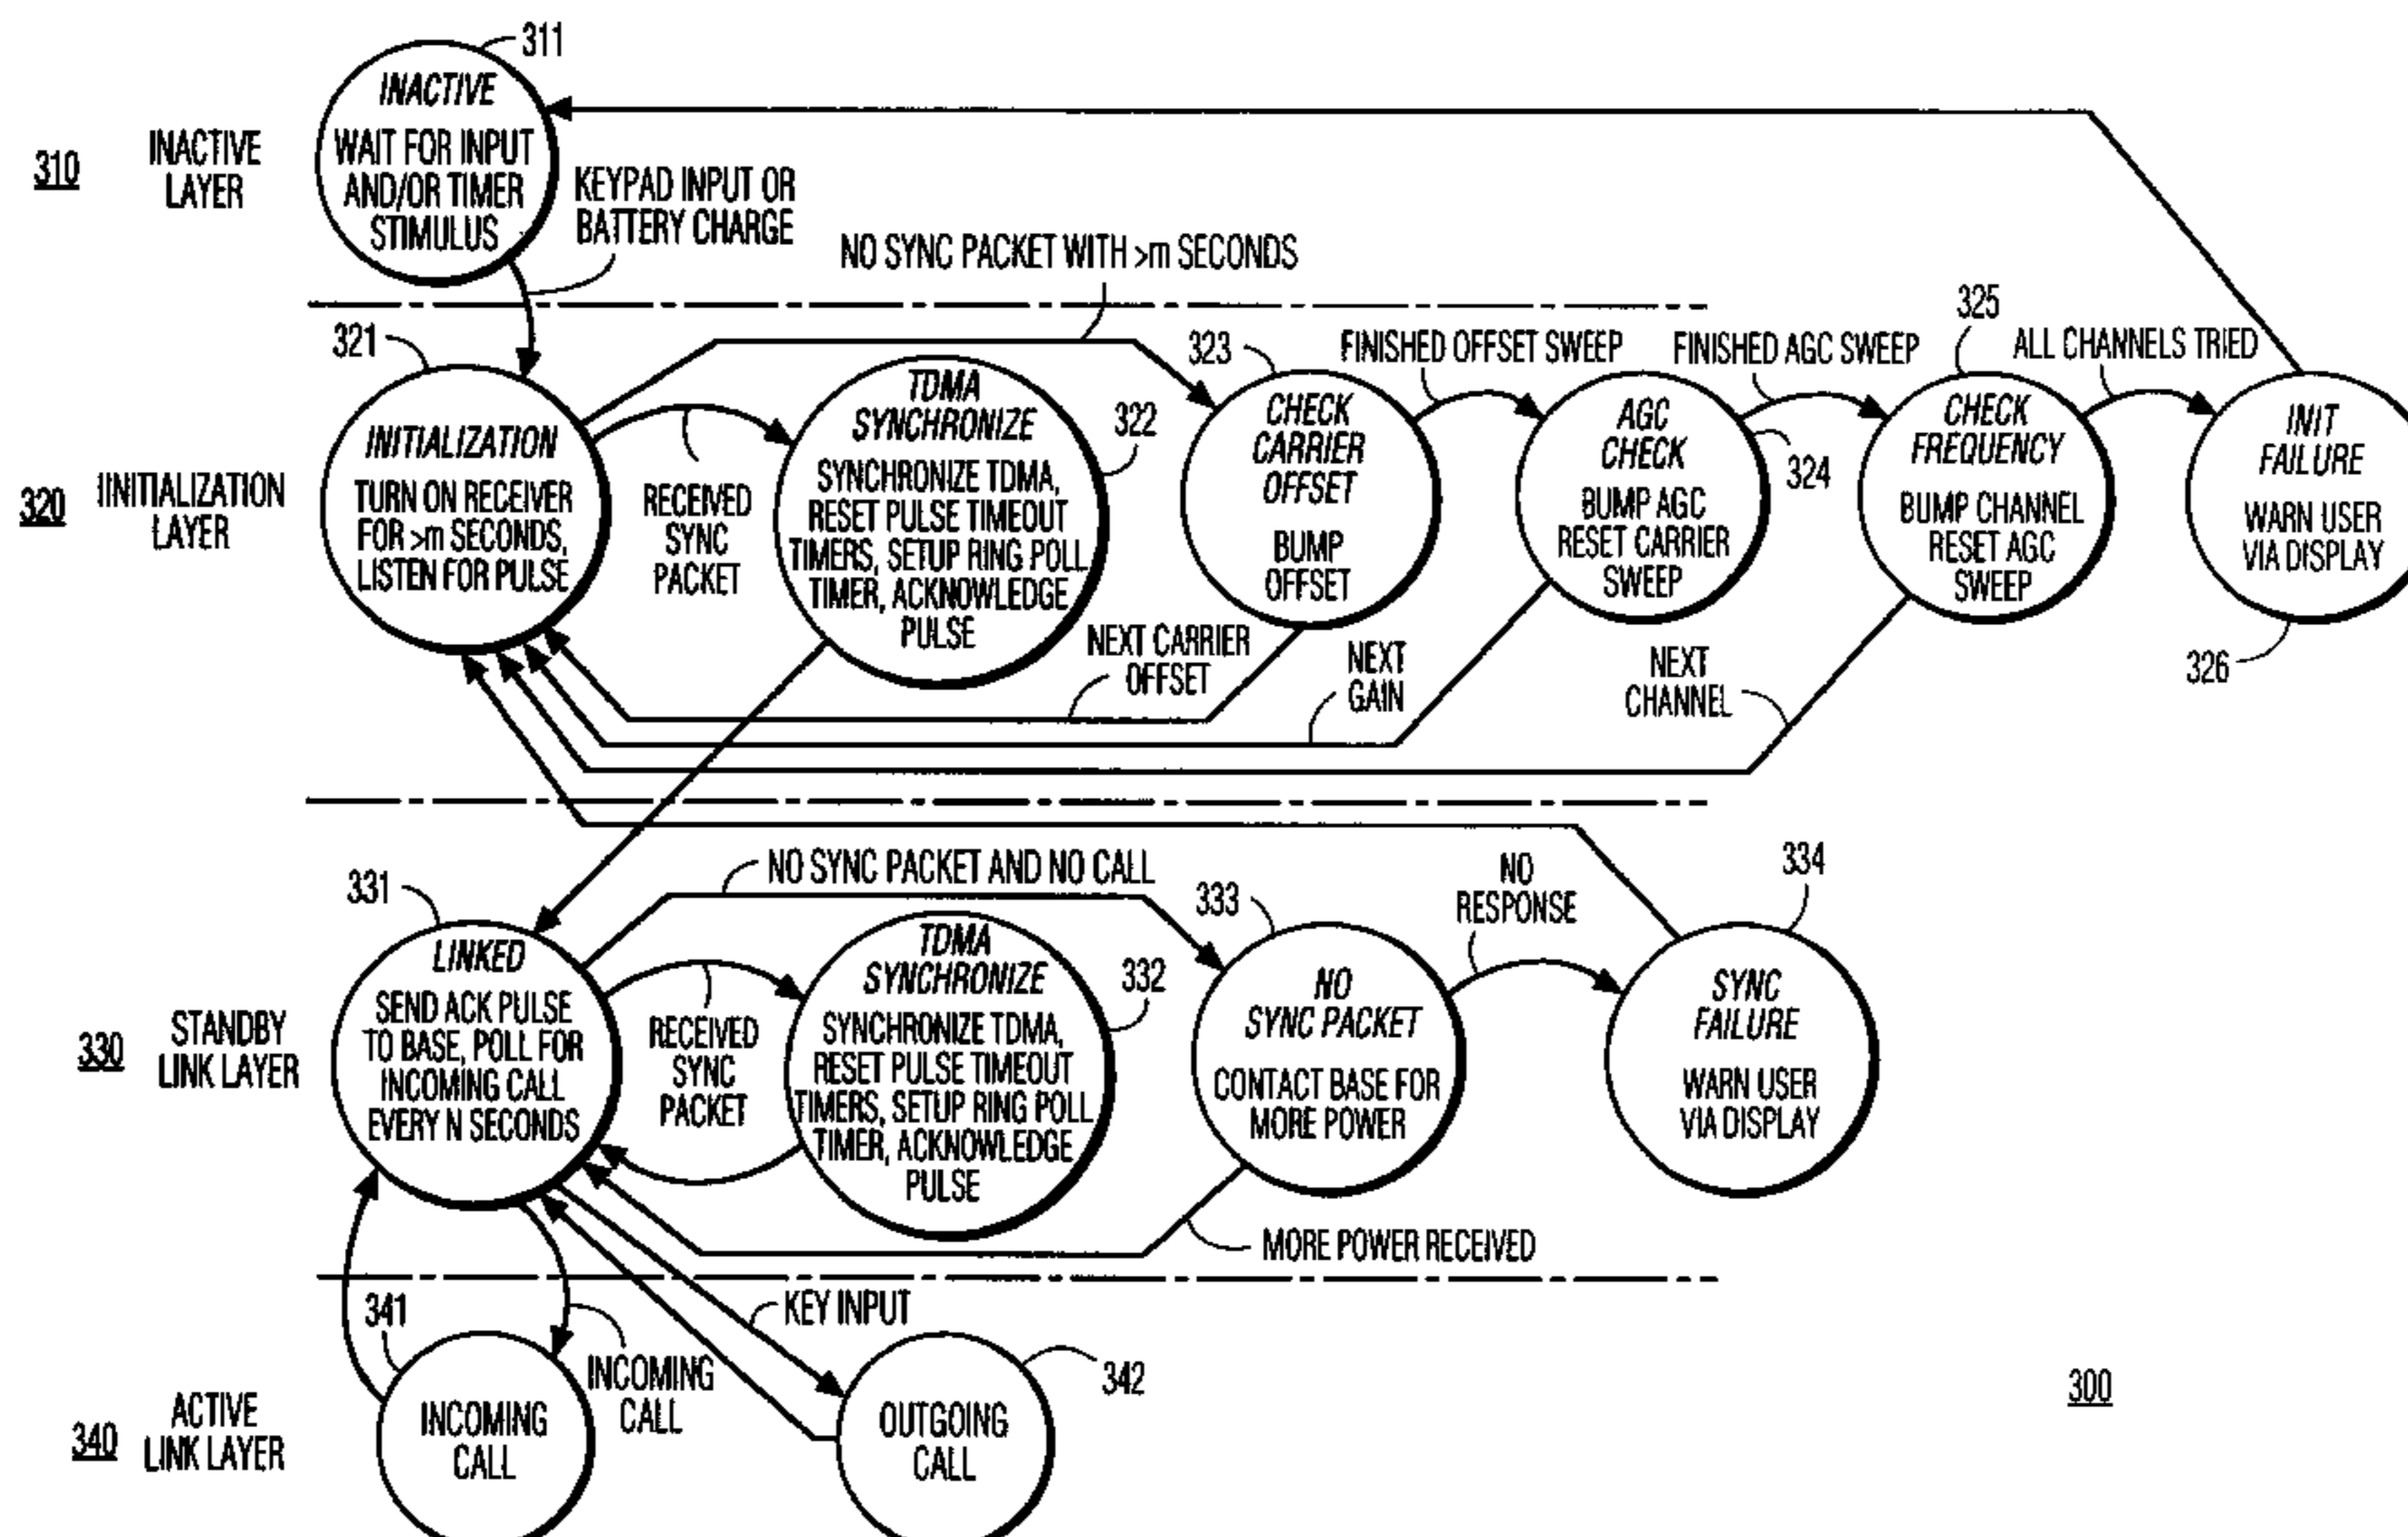 311
INACTIVE
WAIT FOR INPUT
AND/OR TIMER
STIMULUS
310
INACTIVE
LAYER
KEYPAD INPUT OR
BATTERY CHARGE
NO SYNC PACKET WITH >m SECONDS
321
INITIALIZATION
TURN ON RECEIVER
FOR >m SECONDS,
LISTEN FOR PULSE
320
IINITIALIZATION
LAYER
RECEIVED
SYNC
PACKET
TDMA
SYNCHRONIZE
SYNCHRONIZE TDMA,
RESET PULSE TIMEOUT
TIMERS, SETUP RING POLL
TIMER, ACKNOWLEDGE
PULSE
322
323
CHECK
CARRIER
OFFSET
BUMP
OFFSET
FINISHED OFFSET SWEEP
AGC
CHECK
BUMP AGC
RESET CARRIER
SWEEP
324
FINISHED AGC SWEEP
325
CHECK
FREQUENCY
BUMP CHANNEL
RESET AGC
SWEEP
ALL CHANNELS TRIED
INIT
FAILURE
WARN USER
VIA DISPLAY
326
NEXT CARRIER
OFFSET
NEXT
GAIN
NEXT
CHANNEL
331
LINKED
SEND ACK PULSE
TO BASE, POLL FOR
INCOMING CALL
EVERY N SECONDS
330
STANDBY
LINK LAYER
NO SYNC PACKET AND NO CALL
RECEIVED
SYNC
PACKET
TDMA
SYNCHRONIZE
SYNCHRONIZE TDMA,
RESET PULSE TIMEOUT
TIMERS, SETUP RING POLL
TIMER, ACKNOWLEDGE
PULSE
332
333
NO
SYNC PACKET
CONTACT BASE FOR
MORE POWER
NO
RESPONSE
334
SYNC
FAILURE
WARN USER
VIA DISPLAY
MORE POWER RECEIVED
KEY INPUT
341
INCOMING
CALL
340
ACTIVE
LINK LAYER
INCOMING
CALL
342
OUTGOING
CALL
300